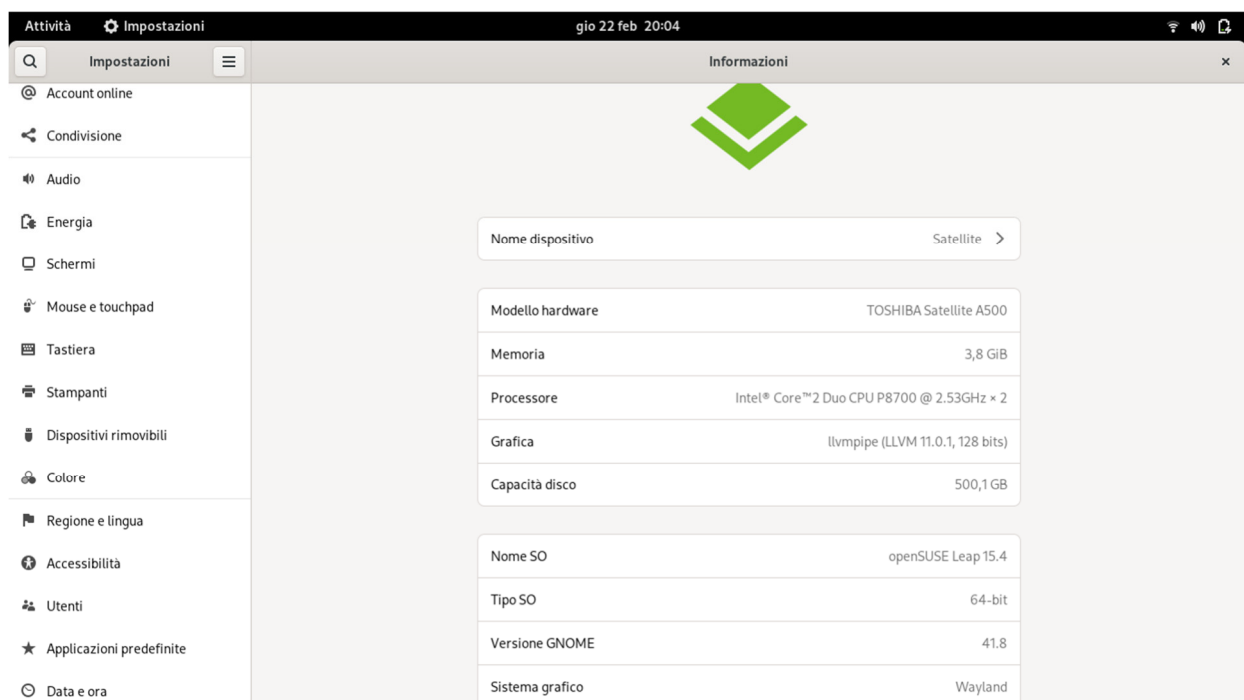 Attività Impostazioni gio 22 feb 20:04
Impostazioni Informazioni
Account online
Condivisione
Audio
Energia
Schermi
Mouse e touchpad
Tastiera
Stampanti
Dispositivi rimovibili
Colore
Regione e lingua
Accessibilità
Utenti
Applicazioni predefinite
Data e ora
Nome dispositivo Satellite
Modello hardware TOSHIBA Satellite A500
Memoria 3,8 GiB
Processore Intel® Core™2 Duo CPU P8700 @ 2.53GHz × 2
Grafica llvmpipe (LLVM 11.0.1, 128 bits)
Capacità disco 500,1 GB
Nome SO openSUSE Leap 15.4
Tipo SO 64-bit
Versione GNOME 41.8
Sistema grafico Wayland